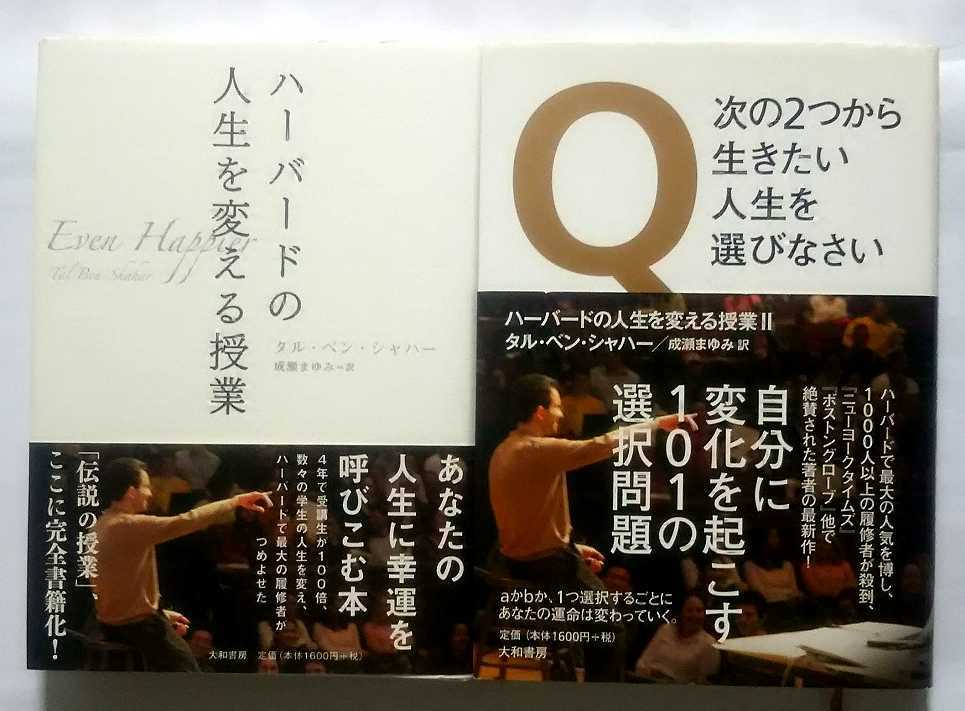 ハーバードの
人生を変える授業
Even Happier
Tal Ben Shahar
タル・ベン・シャハー
成瀬まゆみ=訳
あなたの
人生に幸運を
呼びこむ本
4年で受講生が100倍、
数々の学生の人生を変え、
ハーバードで最大の履修者が
つめよせた
「伝説の授業」、
ここに完全書籍化！
大和書房 定価（本体1600円+税）
Q
次の2つから
生きたい
人生を
選びなさい
ハーバードの人生を変える授業II
タル・ベン・シャハー／成瀬まゆみ 訳
ハーバードで最大の人気を博し、
1000人以上の履修者が殺到、
『ニューヨークタイムズ』
『ボストングローブ』他で
絶賛された著者の最新作！
自分に
変化を起こす
101の
選択問題
aかbか、1つ選択するごとに
あなたの運命は変わっていく。
定価（本体1600円+税）
大和書房